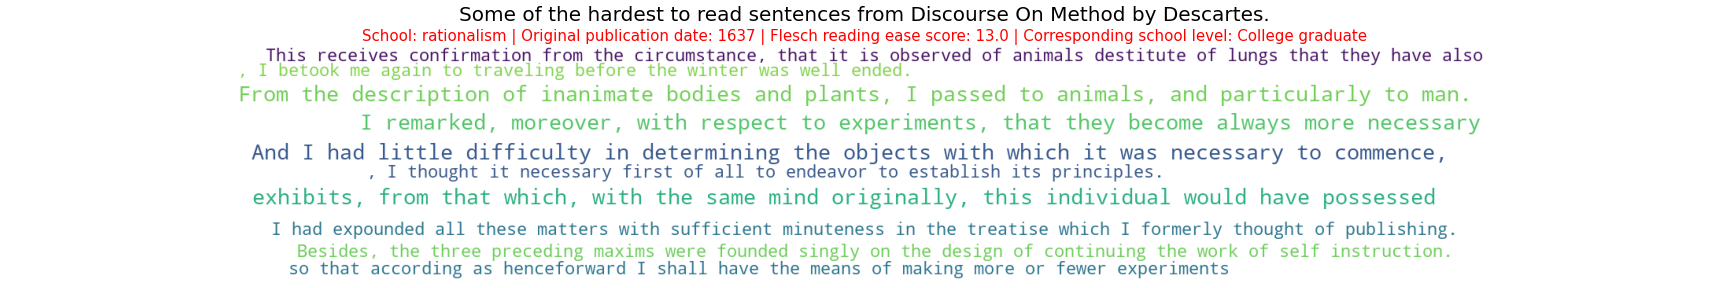 Some of the hardest to read sentences from Discourse On Method by Descartes.
School: rationalism | Original publication date: 1637 | Flesch reading ease score: 13.0 | Corresponding school level: College graduate
This receives confirmation from the circumstance, that it is observed of animals destitute of lungs that they have also
, I betook me again to traveling before the winter was well ended.
From the description of inanimate bodies and plants, I passed to animals, and particularly to man.
I remarked, moreover, with respect to experiments, that they become always more necessary
And I had little difficulty in determining the objects with which it was necessary to commence,
, I thought it necessary first of all to endeavor to establish its principles.
exhibits, from that which, with the same mind originally, this individual would have possessed
I had expounded all these matters with sufficient minuteness in the treatise which I formerly thought of publishing.
Besides, the three preceding maxims were founded singly on the design of continuing the work of self instruction.
so that according as henceforward I shall have the means of making more or fewer experiments